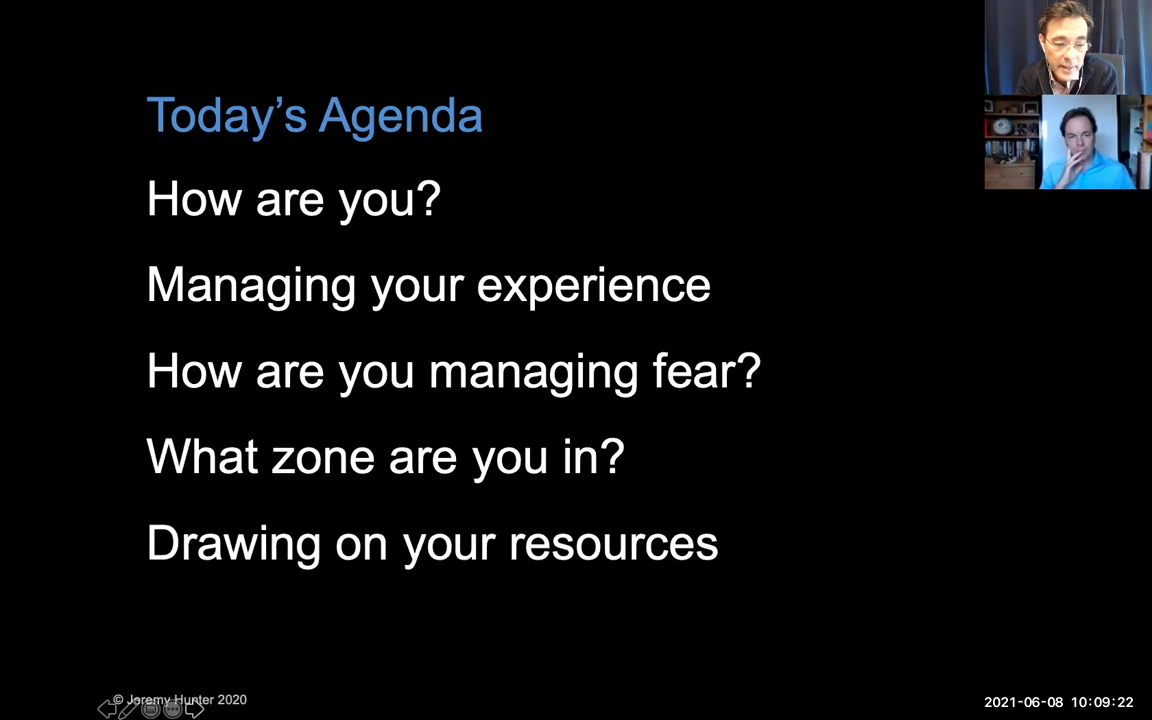 Today's Agenda
How are you?
Managing your experience
How are you managing fear?
What zone are you in?
Drawing on your resources
© Jeremy Hunter 2020
2021-06-08 10:09:22